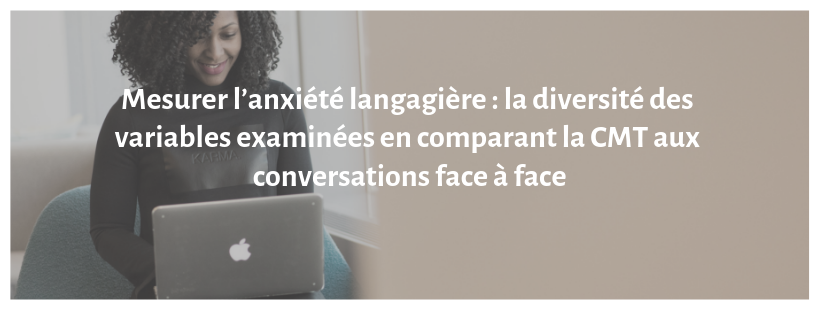 Mesurer l’anxiété langagière : la diversité des
variables examinées en comparant la CMT aux
conversations face à face